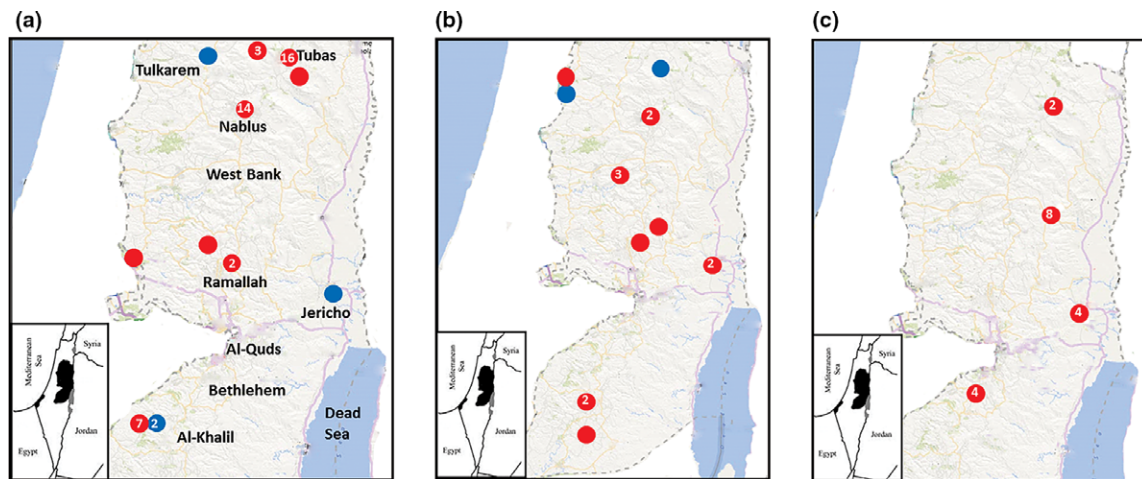 (a)
3
16
Tubas
Tulkarem
14
Nablus
West Bank
2
Ramallah
Jericho
Al-Quds
Bethlehem
7
2
Al-Khalil
Dead
Sea
Mediterranean
Sea
Syria
Jordan
Egypt
(b)
2
3
2
2
Mediterranean
Sea
Syria
Jordan
Egypt
(c)
2
8
4
4
Mediterranean
Sea
Syria
Jordan
Egypt